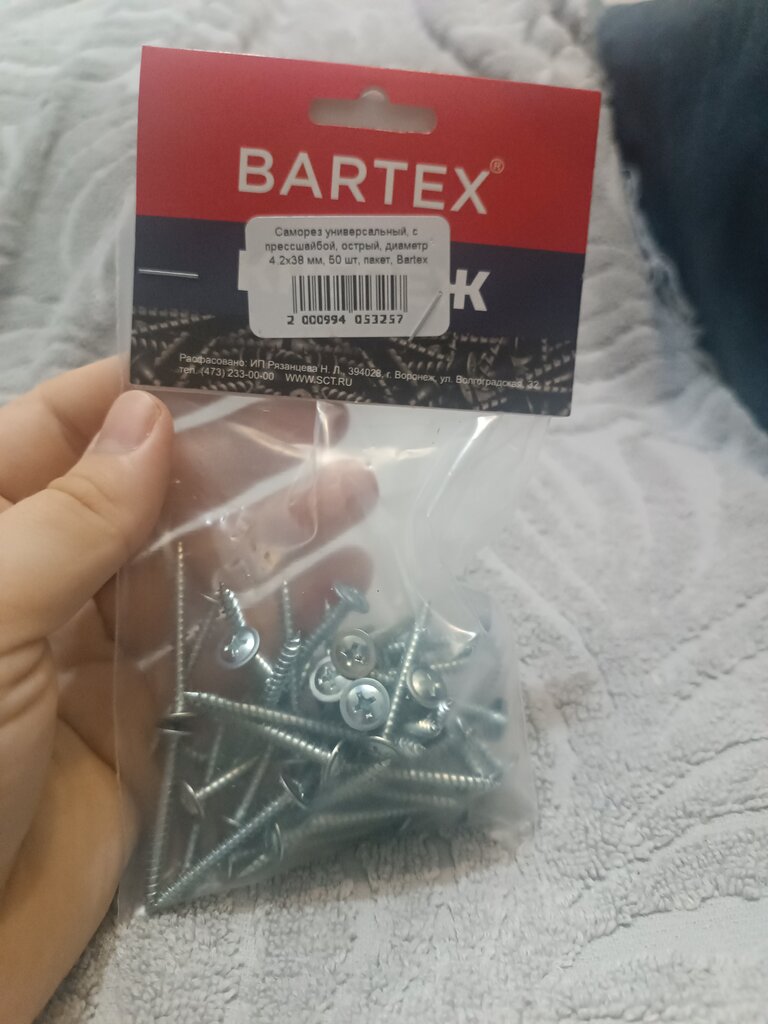 BARTEX®
Саморез универсальный, с
прессшайбой, острый, диаметр
4.2х38 мм, 50 шт, пакет, Bartex
2 000994 053257
Расфасовано: ИП Рязанцева Н. Л., 394028, г. Воронеж, ул. Волгоградская, 32
тел. (473) 233-00-00 WWW.SCT.RU